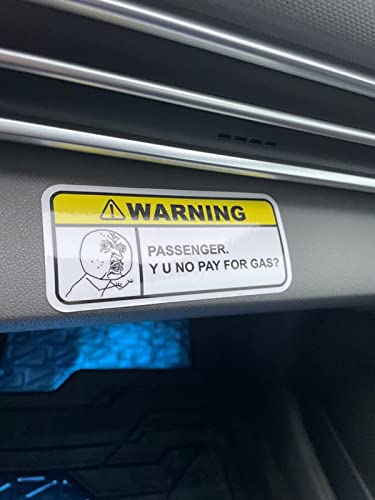 WARNING
PASSENGER.
Y U NO PAY FOR GAS?